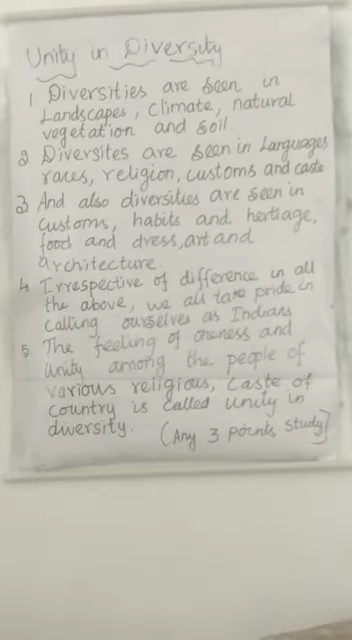 Unity in Diversity
1 Diversities are seen in
Landscapes, Climate, natural
vegetation and soil.
2 Diversites are seen in Languages
races, religion, customs and caste
3 And also diversities are seen in
Customs, habits and hertiage,
food and dress, art and
architecture.
4. Irrespective of difference in all
the above, we all take pride in
calling ourselves as Indians
5. The feeling of oneness and
Unity among the people of
various religious, caste of
country is called unity in
diversity. (Any 3 points study)